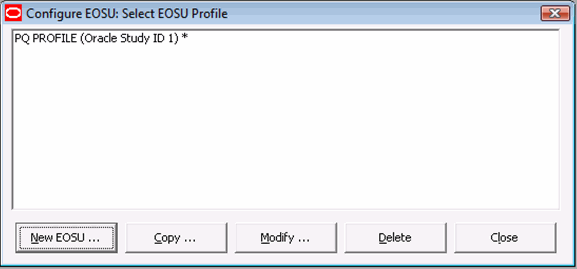 Configure EOSU: Select EOSU Profile
PQ PROFILE (Oracle Study ID 1) *
New EOSU ... Copy ... Modify ... Delete Close